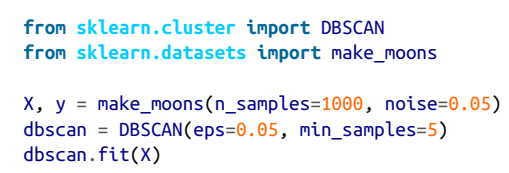 from sklearn.cluster import DBSCAN
from sklearn.datasets import make_moons

X, y = make_moons(n_samples=1000, noise=0.05)
dbscan = DBSCAN(eps=0.05, min_samples=5)
dbscan.fit(X)